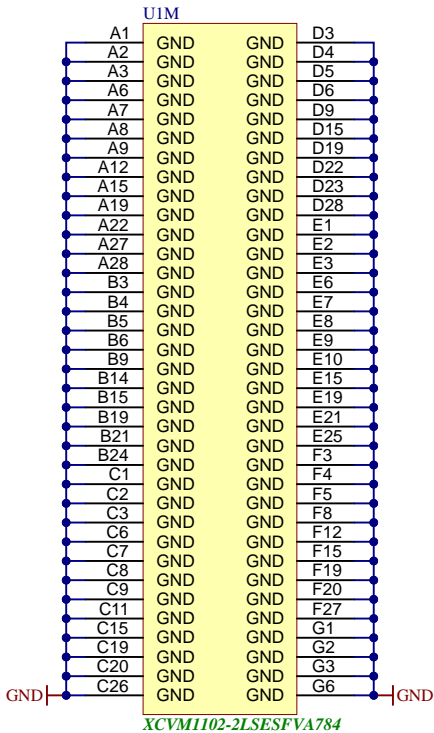 U1M
A1 GND GND D3
A2 GND GND D4
A3 GND GND D5
A6 GND GND D6
A7 GND GND D9
A8 GND GND D15
A9 GND GND D19
A12 GND GND D22
A15 GND GND D23
A19 GND GND D28
A22 GND GND E1
A27 GND GND E2
A28 GND GND E3
B3 GND GND E6
B4 GND GND E7
B5 GND GND E8
B6 GND GND E9
B9 GND GND E10
B14 GND GND E15
B15 GND GND E19
B19 GND GND E21
B21 GND GND E25
B24 GND GND F3
C1 GND GND F4
C2 GND GND F5
C3 GND GND F8
C6 GND GND F12
C7 GND GND F15
C8 GND GND F19
C9 GND GND F20
C11 GND GND F27
C15 GND GND G1
C19 GND GND G2
C20 GND GND G3
GND C26 GND GND G6 GND
XCVM1102-2LSESFVA784